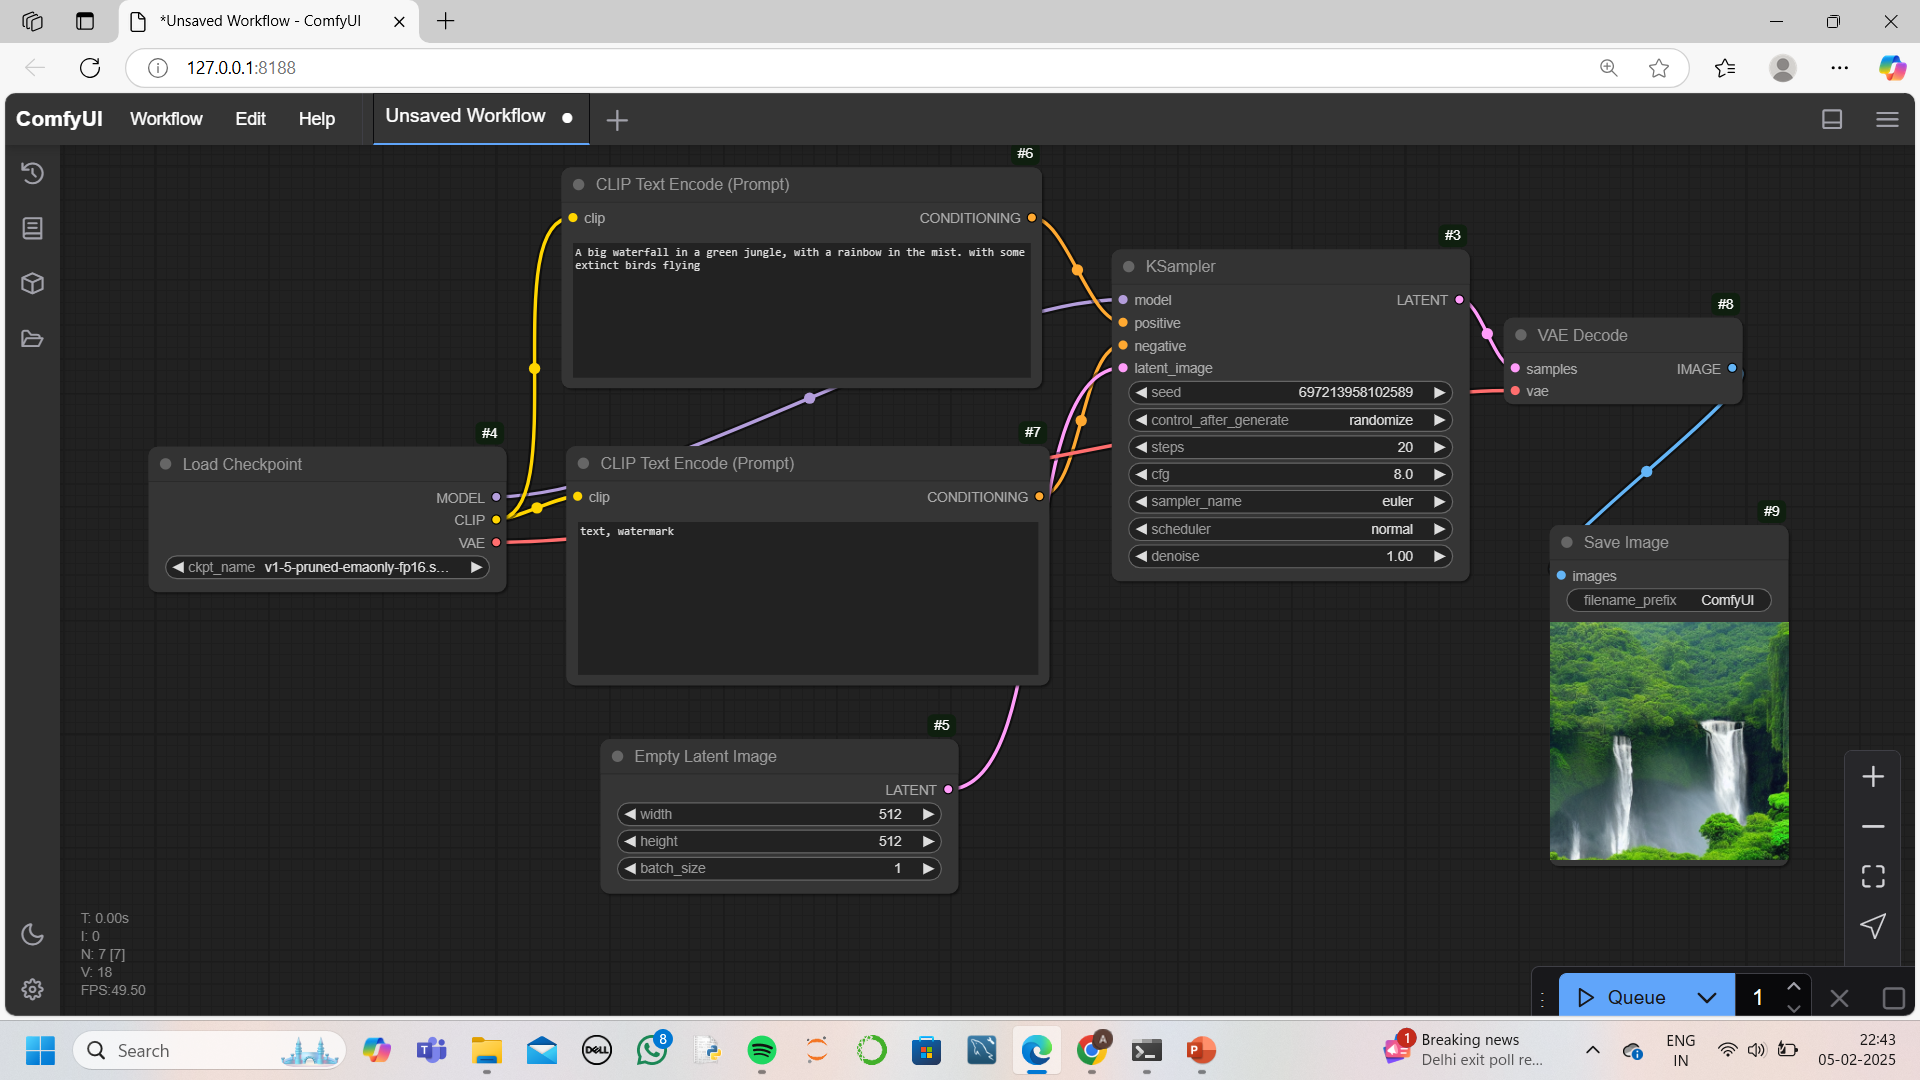 *Unsaved Workflow - ComfyUI
127.0.0.1:8188
ComfyUI Workflow Edit Help Unsaved Workflow
#6
CLIP Text Encode (Prompt)
clip CONDITIONING
A big waterfall in a green jungle, with a rainbow in the mist. with some
extinct birds flying
#3
KSampler
model LATENT
positive
negative
latent_image
seed 697213958102589
control_after_generate randomize
steps 20
cfg 8.0
sampler_name euler
scheduler normal
denoise 1.00
#8
VAE Decode
samples IMAGE
vae
#4
Load Checkpoint
MODEL
CLIP
VAE
ckpt_name v1-5-pruned-emaonly-fp16.s...
#7
CLIP Text Encode (Prompt)
clip CONDITIONING
text, watermark
#9
Save Image
images
filename_prefix ComfyUI
#5
Empty Latent Image
LATENT
width 512
height 512
batch_size 1
T: 0.00s
I: 0
N: 7 [7]
V: 18
FPS:49.50
Queue 1
Search
DELL
8
A
1
Breaking news
Delhi exit poll re...
ENG
IN
22:43
05-02-2025